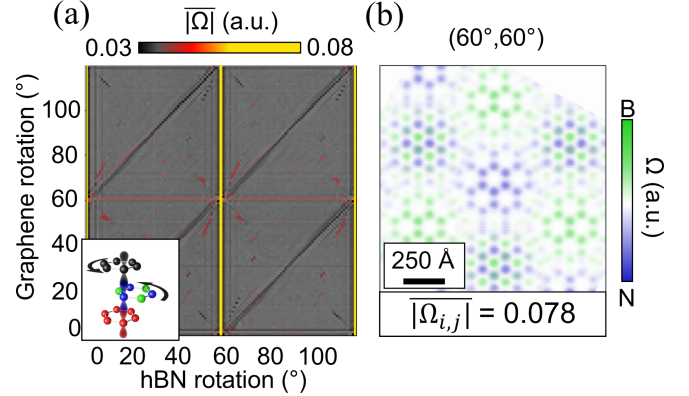 (a)
|Ω| (a.u.)
0.03
0.08
Graphene rotation (°)
100
80
60
40
20
0
0 20 40 60 80 100
hBN rotation (°)
(b)
(60°,60°)
B
Ω (a.u.)
N
250 Å
|Ωi,j| = 0.078